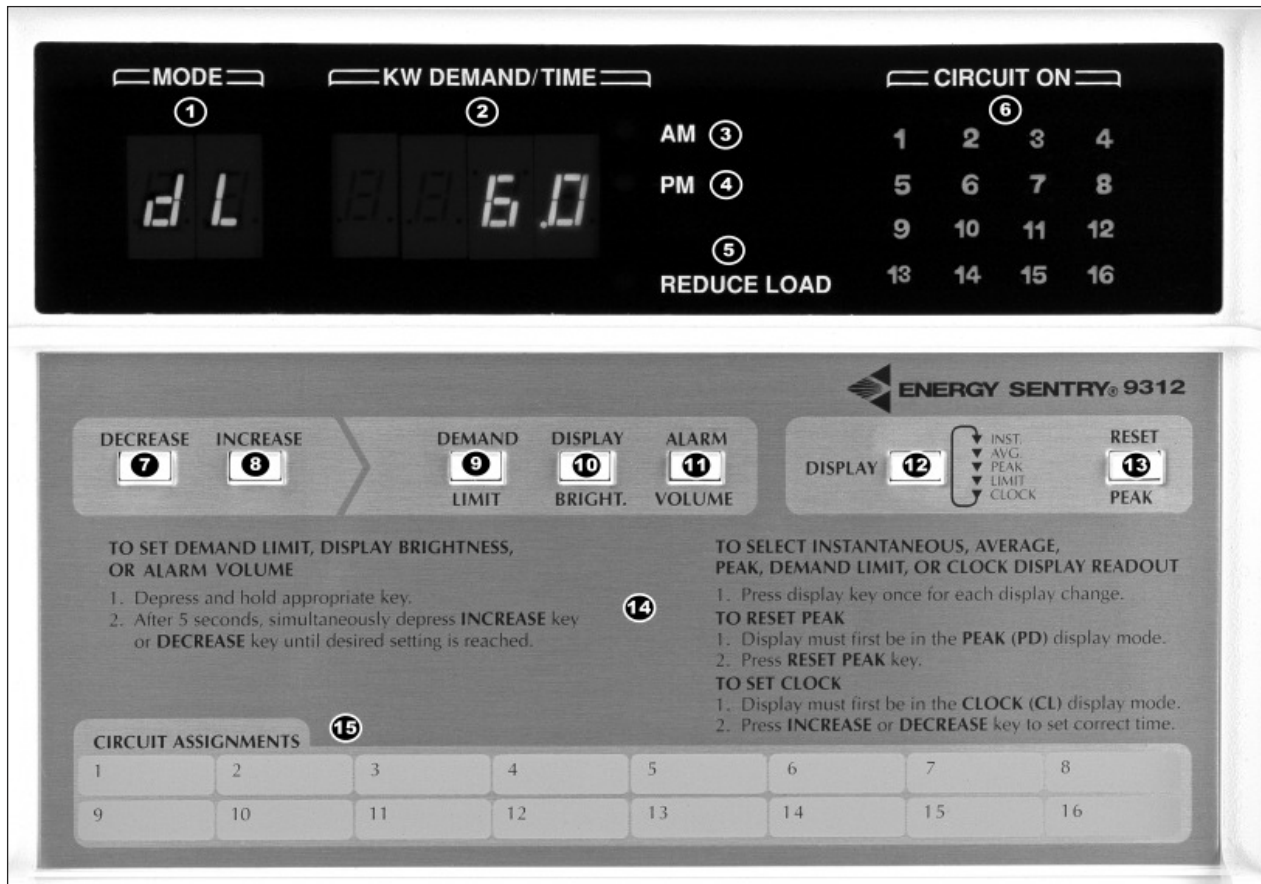 MODE
KW DEMAND/TIME
CIRCUIT ON
1
2
6
dL
6.0
AM 3
PM 4
5
REDUCE LOAD
1 2 3 4
5 6 7 8
9 10 11 12
13 14 15 16
ENERGY SENTRY® 9312
DECREASE
7
INCREASE
8
DEMAND
9
LIMIT
DISPLAY
10
BRIGHT.
ALARM
11
VOLUME
DISPLAY 12
INST.
AVG.
PEAK
LIMIT
CLOCK
RESET
13
PEAK
TO SET DEMAND LIMIT, DISPLAY BRIGHTNESS,
OR ALARM VOLUME
1. Depress and hold appropriate key.
2. After 5 seconds, simultaneously depress INCREASE key
or DECREASE key until desired setting is reached.
14
TO SELECT INSTANTANEOUS, AVERAGE,
PEAK, DEMAND LIMIT, OR CLOCK DISPLAY READOUT
1. Press display key once for each display change.
TO RESET PEAK
1. Display must first be in the PEAK (PD) display mode.
2. Press RESET PEAK key.
TO SET CLOCK
1. Display must first be in the CLOCK (CL) display mode.
2. Press INCREASE or DECREASE key to set correct time.
CIRCUIT ASSIGNMENTS
15
1 2 3 4 5 6 7 8
9 10 11 12 13 14 15 16